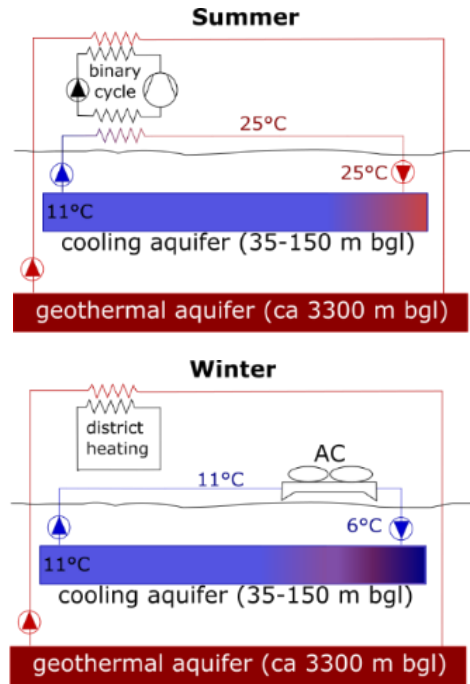 Summer
binary
cycle
25°C
25°C
11°C
cooling aquifer (35-150 m bgl)
geothermal aquifer (ca 3300 m bgl)
Winter
district
heating
AC
11°C
6°C
11°C
cooling aquifer (35-150 m bgl)
geothermal aquifer (ca 3300 m bgl)